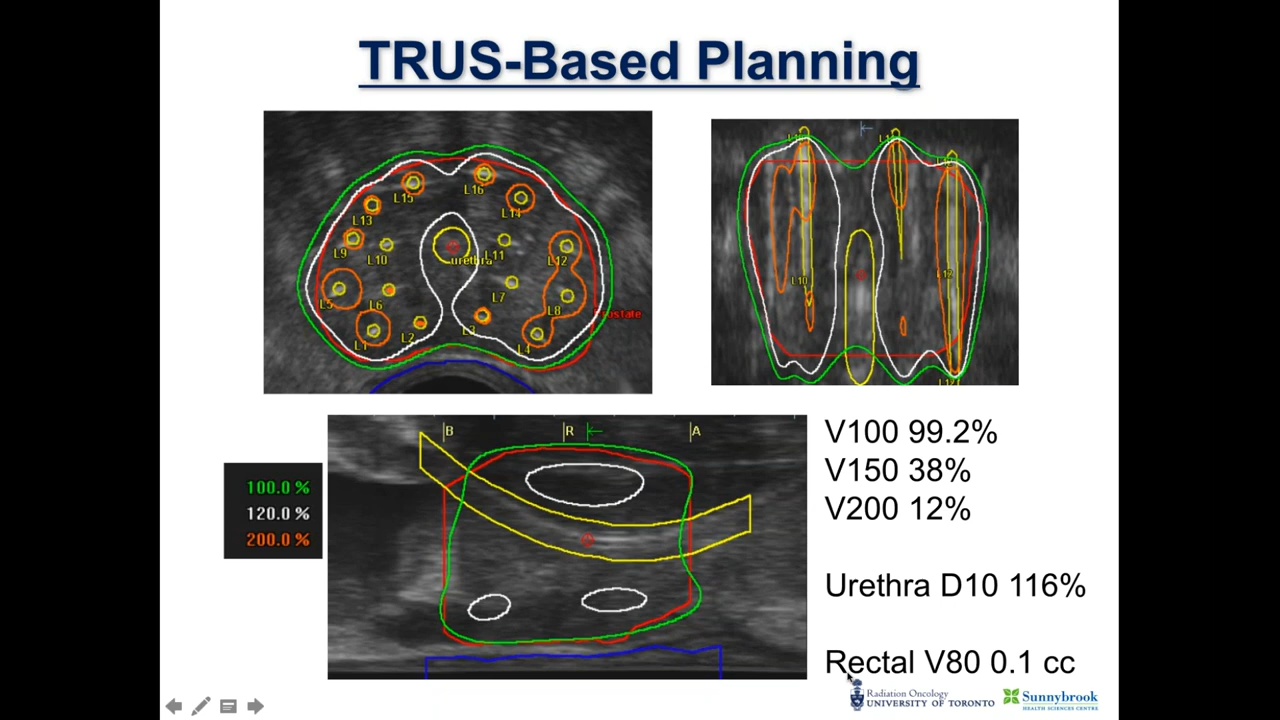 TRUS-Based Planning
L15
L16
L13
L14
L9
L10
L11
urethra
L12
L5
L6
L7
L8
L1
L2
L3
L4
L10
L12
B
R
A
100.0 %
120.0 %
200.0 %
V100 99.2%
V150 38%
V200 12%
Urethra D10 116%
Rectal V80 0.1 cc
Radiation Oncology
UNIVERSITY OF TORONTO
Sunnybrook
HEALTH SCIENCES CENTRE